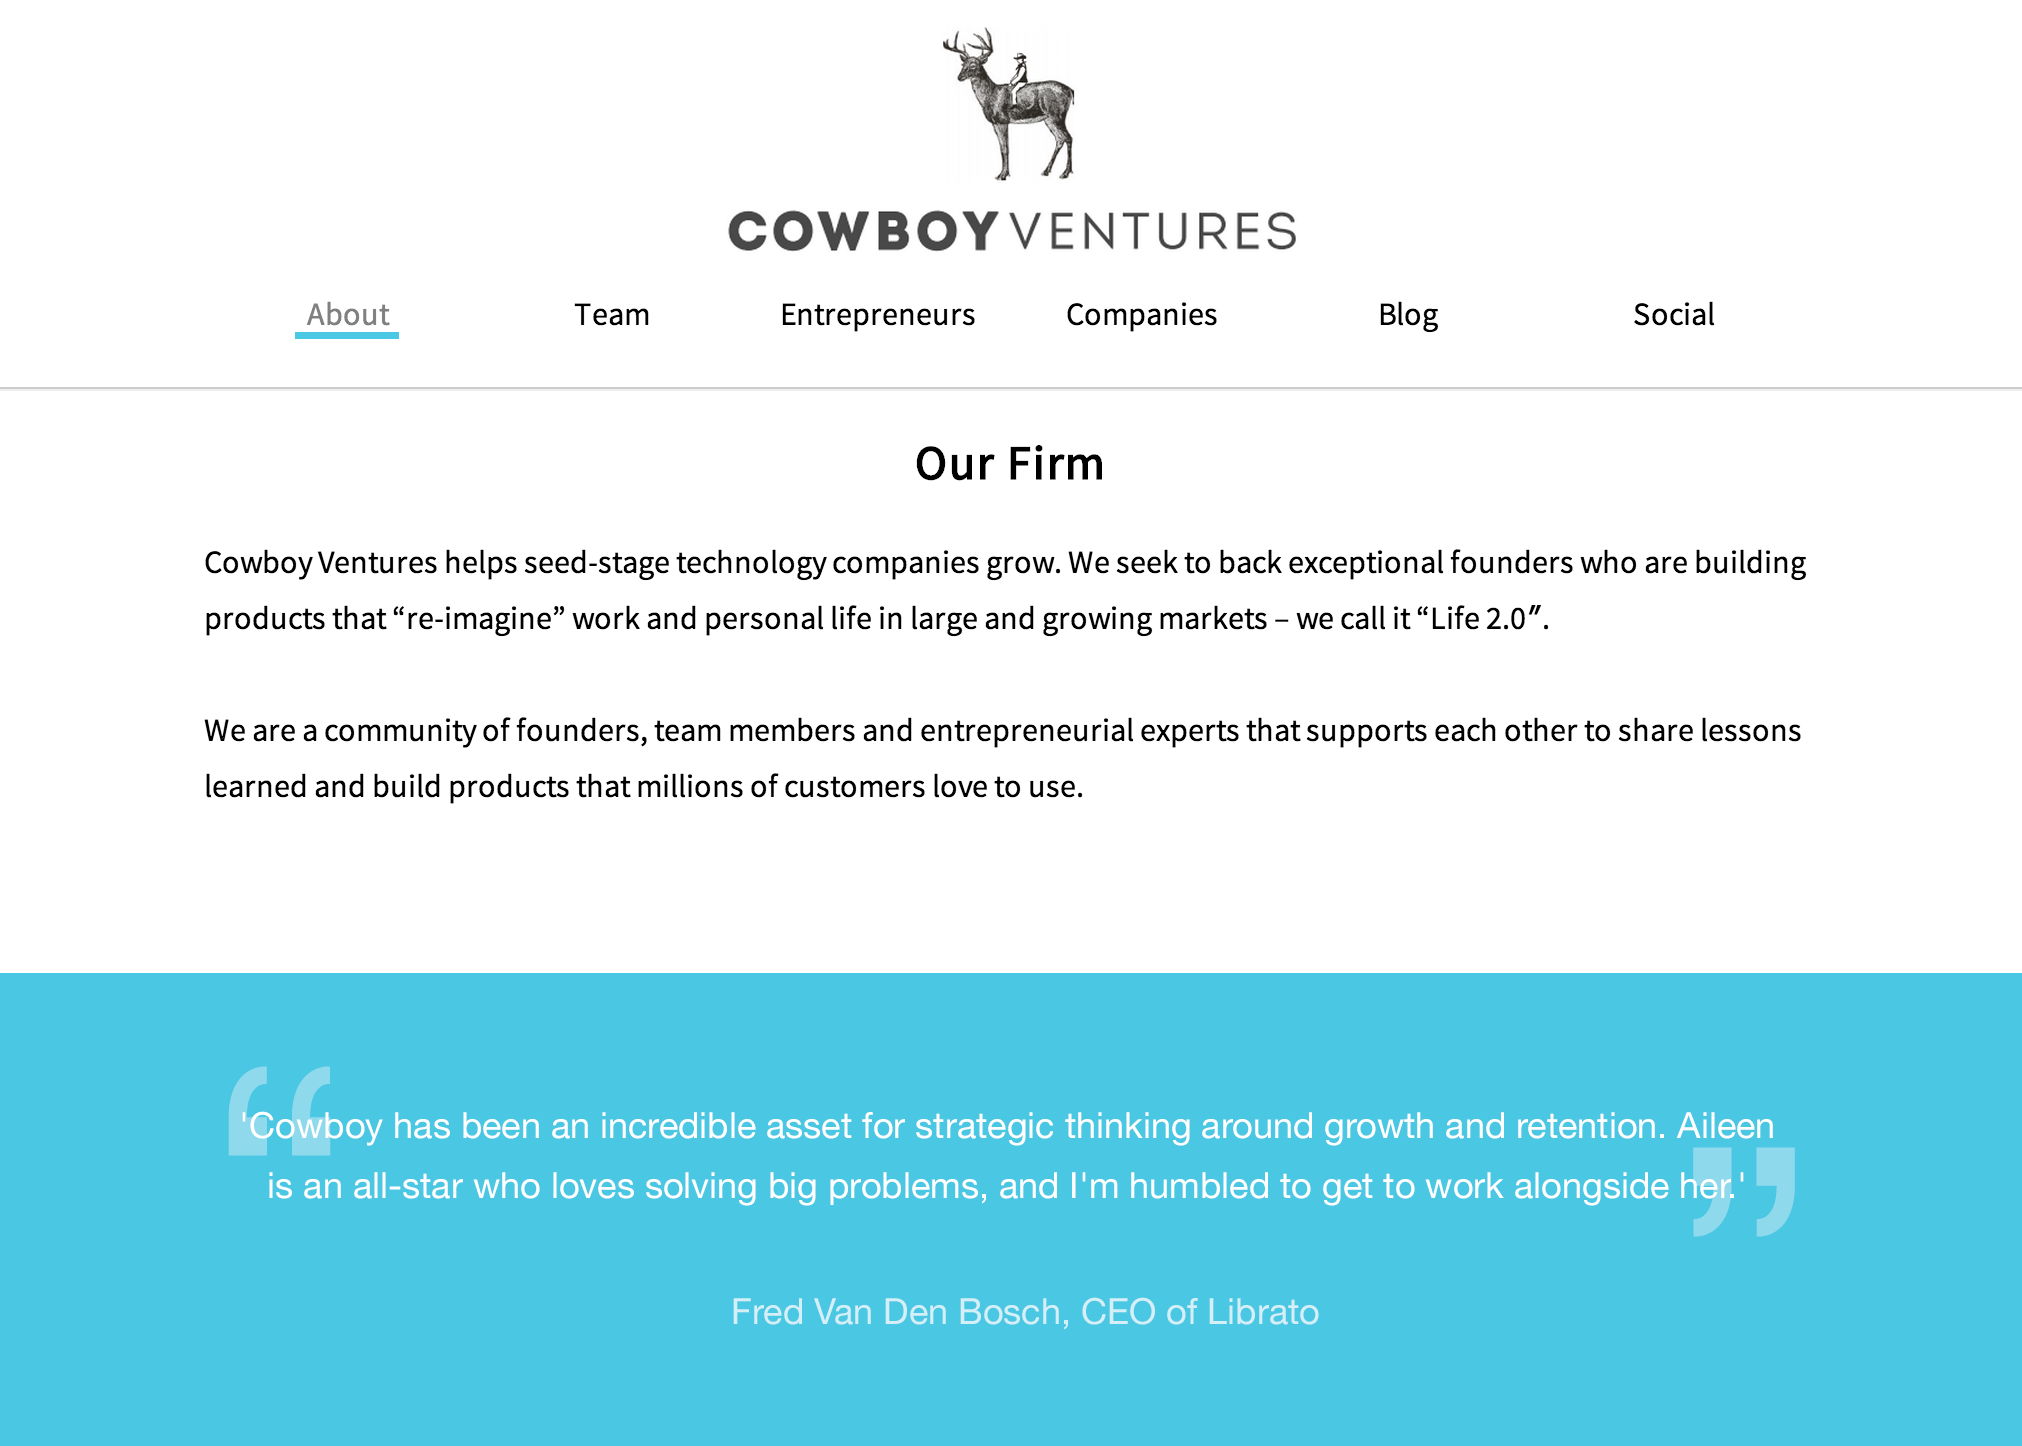 COWBOY VENTURES
About Team Entrepreneurs Companies Blog Social
Our Firm
Cowboy Ventures helps seed-stage technology companies grow. We seek to back exceptional founders who are building
products that “re-imagine” work and personal life in large and growing markets – we call it “Life 2.0″.
We are a community of founders, team members and entrepreneurial experts that supports each other to share lessons
learned and build products that millions of customers love to use.
'Cowboy has been an incredible asset for strategic thinking around growth and retention. Aileen
is an all-star who loves solving big problems, and I'm humbled to get to work alongside her.'
Fred Van Den Bosch, CEO of Librato